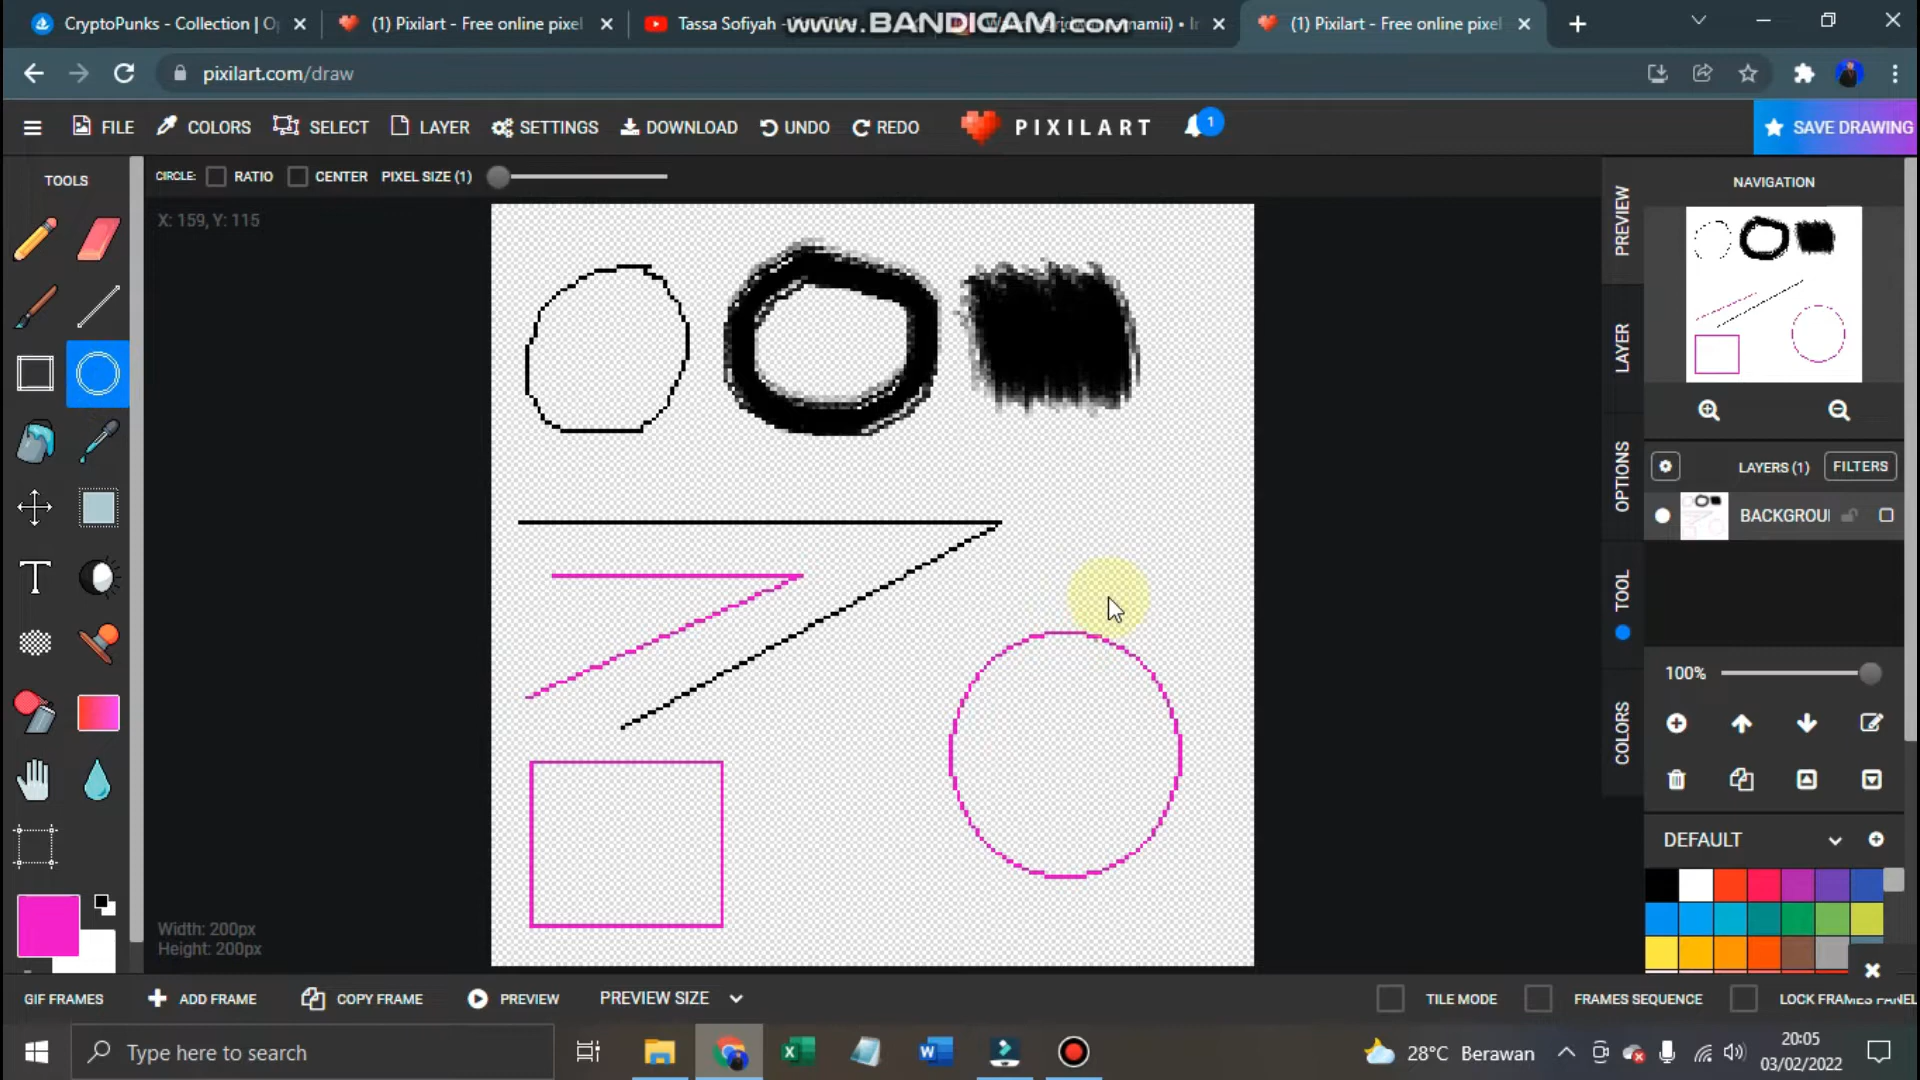 CryptoPunks - Collection | O
(1) Pixilart - Free online pixel
Tassa Sofiyah -
www.BANDICAM.com
(1) Pixilart - Free online pixel
pixilart.com/draw
FILE
COLORS
SELECT
LAYER
SETTINGS
DOWNLOAD
UNDO
REDO
PIXILART
1
SAVE DRAWING
TOOLS
CIRCLE:
RATIO
CENTER
PIXEL SIZE (1)
X: 159, Y: 115
Width: 200px
Height: 200px
PREVIEW
LAYER
OPTIONS
TOOL
COLORS
NAVIGATION
LAYERS (1)
FILTERS
BACKGROU
100%
DEFAULT
GIF FRAMES
ADD FRAME
COPY FRAME
PREVIEW
PREVIEW SIZE
TILE MODE
FRAMES SEQUENCE
LOCK FRAMES PANEL
Type here to search
28°C Berawan
20:05
03/02/2022